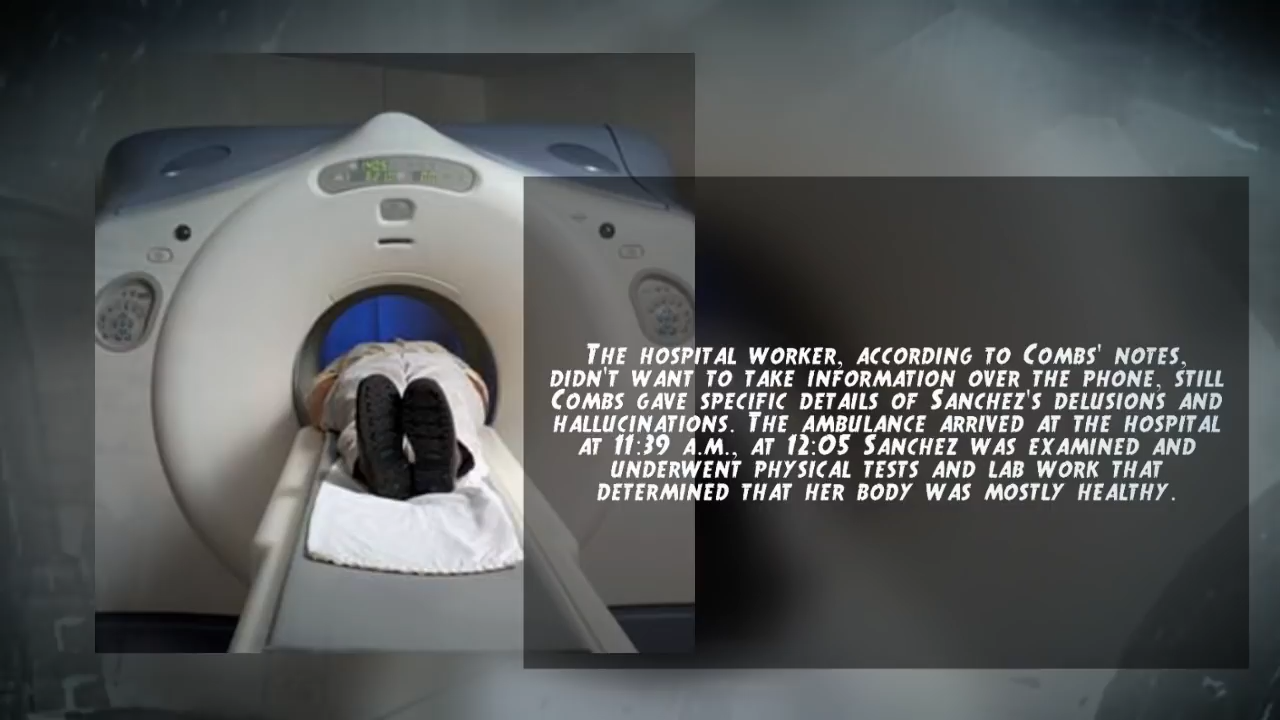 THE HOSPITAL WORKER, ACCORDING TO COMBS' NOTES,
DIDN'T WANT TO TAKE INFORMATION OVER THE PHONE, STILL
COMBS GAVE SPECIFIC DETAILS OF SANCHEZ'S DELUSIONS AND
HALLUCINATIONS. THE AMBULANCE ARRIVED AT THE HOSPITAL
AT 11:39 A.M., AT 12:05 SANCHEZ WAS EXAMINED AND
UNDERWENT PHYSICAL TESTS AND LAB WORK THAT
DETERMINED THAT HER BODY WAS MOSTLY HEALTHY.